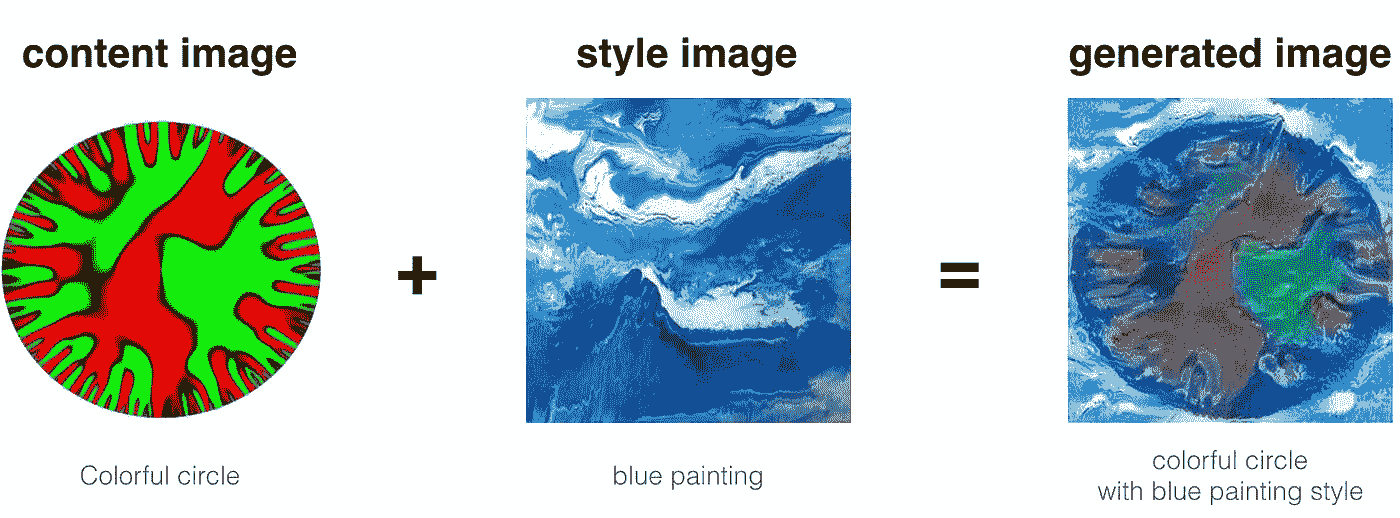 content image
+
style image
=
generated image
Colorful circle
blue painting
colorful circle
with blue painting style